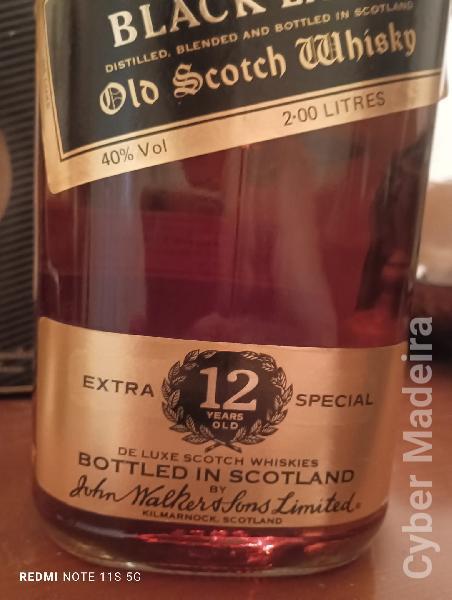 BLACK
DISTILLED, BLENDED AND BOTTLED IN SCOTLAND
Old Scotch Whisky
40% Vol
2·00 LITRES
EXTRA
12
YEARS
OLD
SPECIAL
DE LUXE SCOTCH WHISKIES
BOTTLED IN SCOTLAND
BY
John Walker & Sons Limited.
KILMARNOCK, SCOTLAND
REDMI NOTE 11S 5G
Cyber Madeira